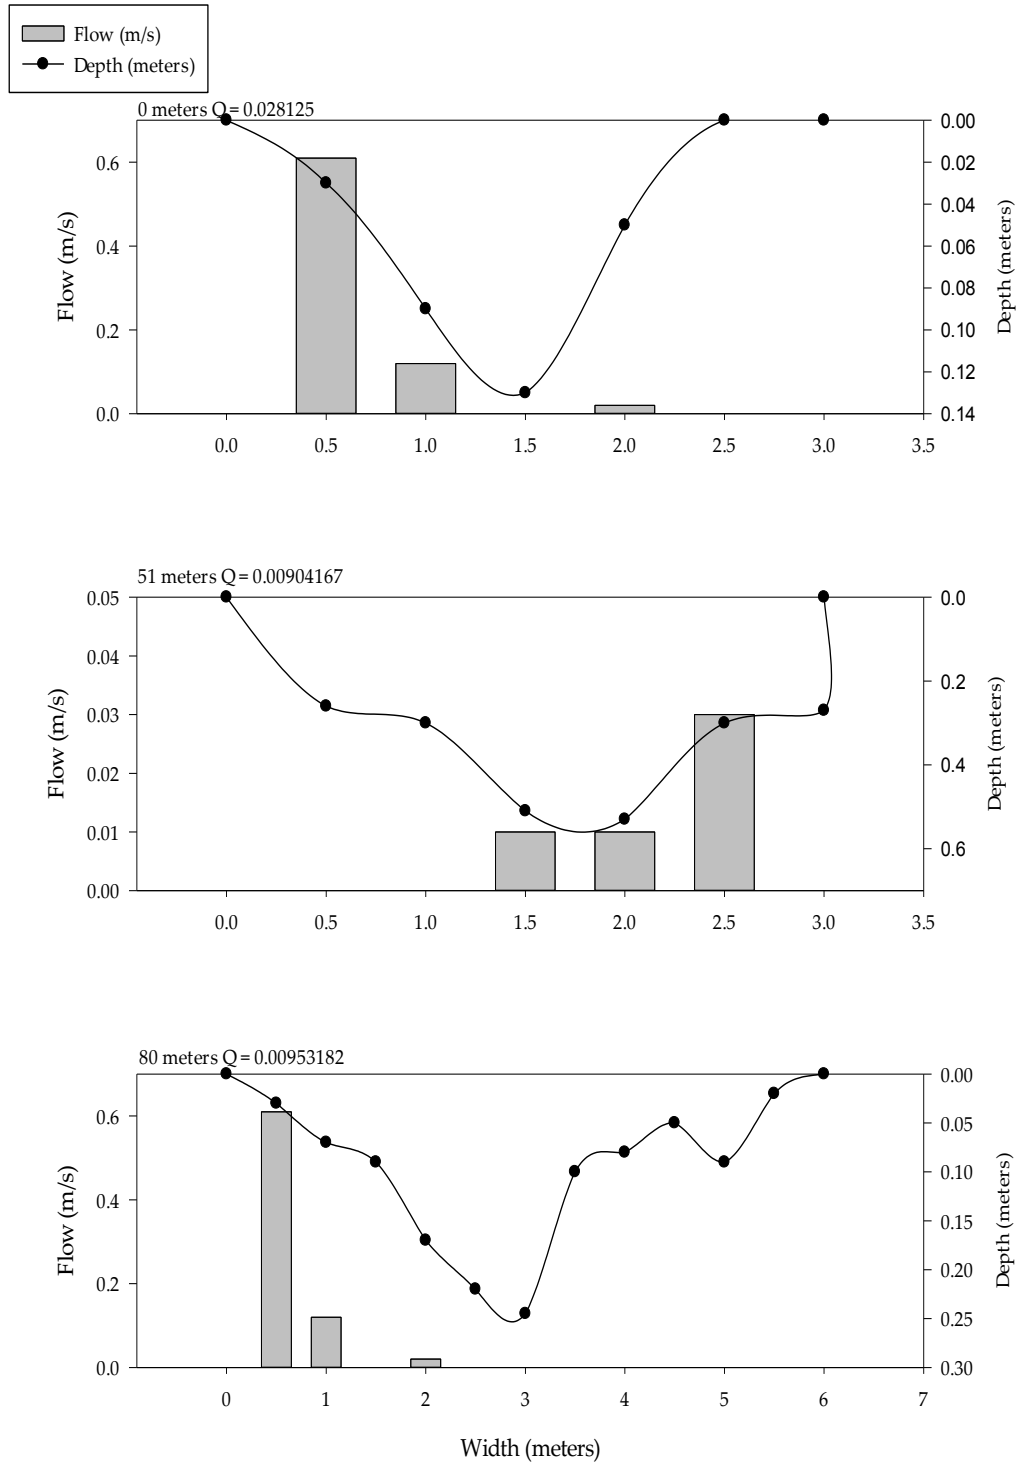 Flow (m/s)
Depth (meters)
0 meters Q = 0.028125
0.6
0.4
0.2
0.0
Flow (m/s)
0.00
0.02
0.04
0.06
0.08
0.10
0.12
0.14
Depth (meters)
0.0 0.5 1.0 1.5 2.0 2.5 3.0 3.5
51 meters Q = 0.00904167
0.05
0.04
0.03
0.02
0.01
0.00
Flow (m/s)
0.0
0.2
0.4
0.6
Depth (meters)
0.0 0.5 1.0 1.5 2.0 2.5 3.0 3.5
80 meters Q = 0.00953182
0.6
0.4
0.2
0.0
Flow (m/s)
0.00
0.05
0.10
0.15
0.20
0.25
0.30
Depth (meters)
0 1 2 3 4 5 6 7
Width (meters)